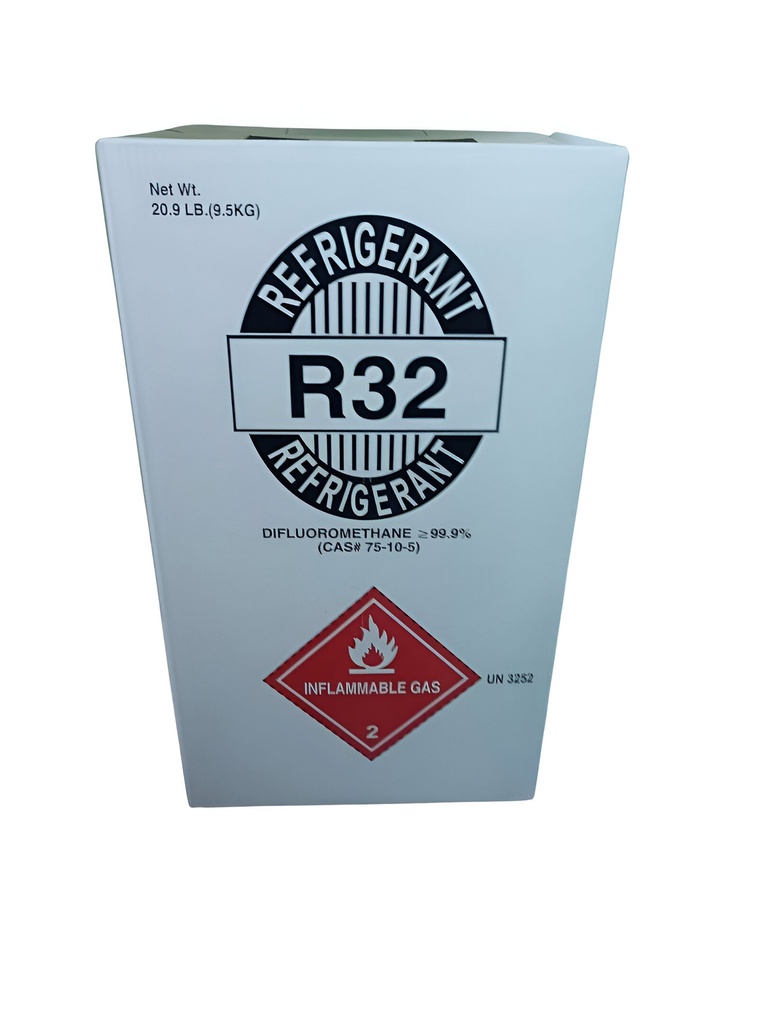 Net Wt.
20.9 LB.(9.5KG)
REFRIGERANT
R32
REFRIGERANT
DIFLUOROMETHANE ≥99.9%
(CAS# 75-10-5)
INFLAMMABLE GAS
2
UN 3252